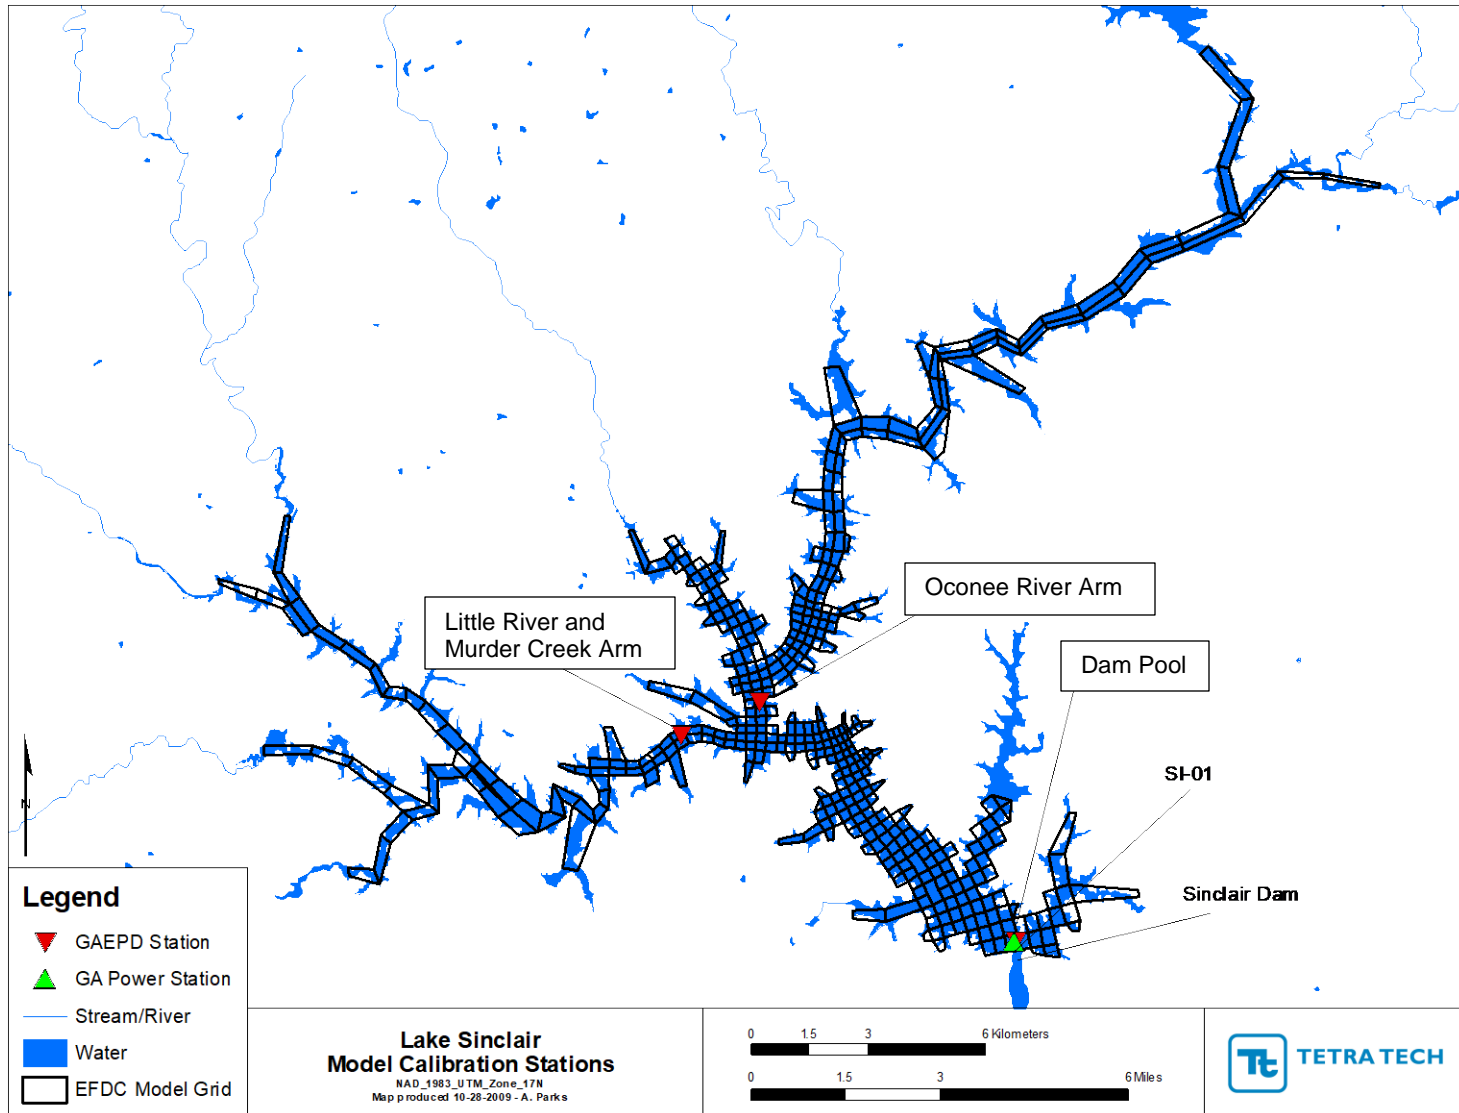 Oconee River Arm
Little River and
Murder Creek Arm
Dam Pool
SI-01
Sinclair Dam
N
Legend
GAEPD Station
GA Power Station
Stream/River
Water
EFDC Model Grid
Lake Sinclair
Model Calibration Stations
NAD_1983_UTM_Zone_17N
Map produced 10-28-2009 - A. Parks
0 1.5 3 6 Kilometers
0 1.5 3 6 Miles
Tt TETRA TECH